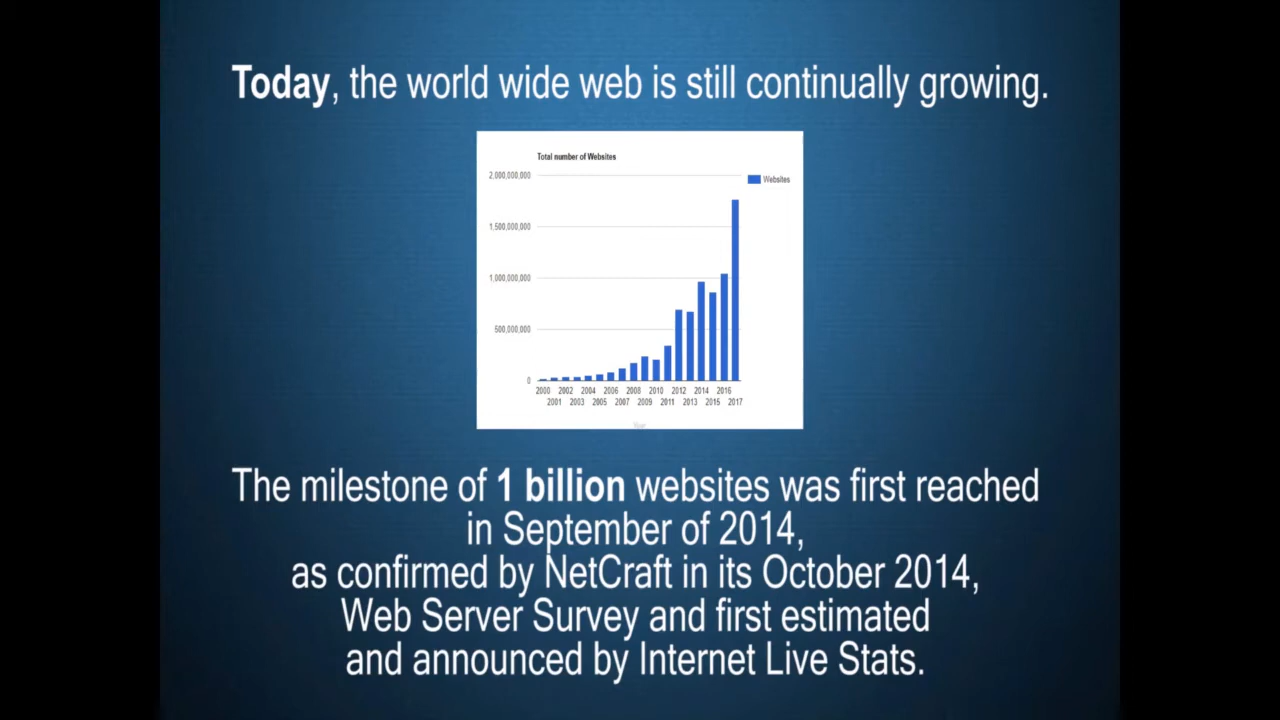 Today, the world wide web is still continually growing.
Total number of Websites
Websites
2,000,000,000
1,500,000,000
1,000,000,000
500,000,000
0
2000 2002 2004 2006 2008 2010 2012 2014 2016
2001 2003 2005 2007 2009 2011 2013 2015 2017
Year
The milestone of 1 billion websites was first reached
in September of 2014,
as confirmed by NetCraft in its October 2014,
Web Server Survey and first estimated
and announced by Internet Live Stats.